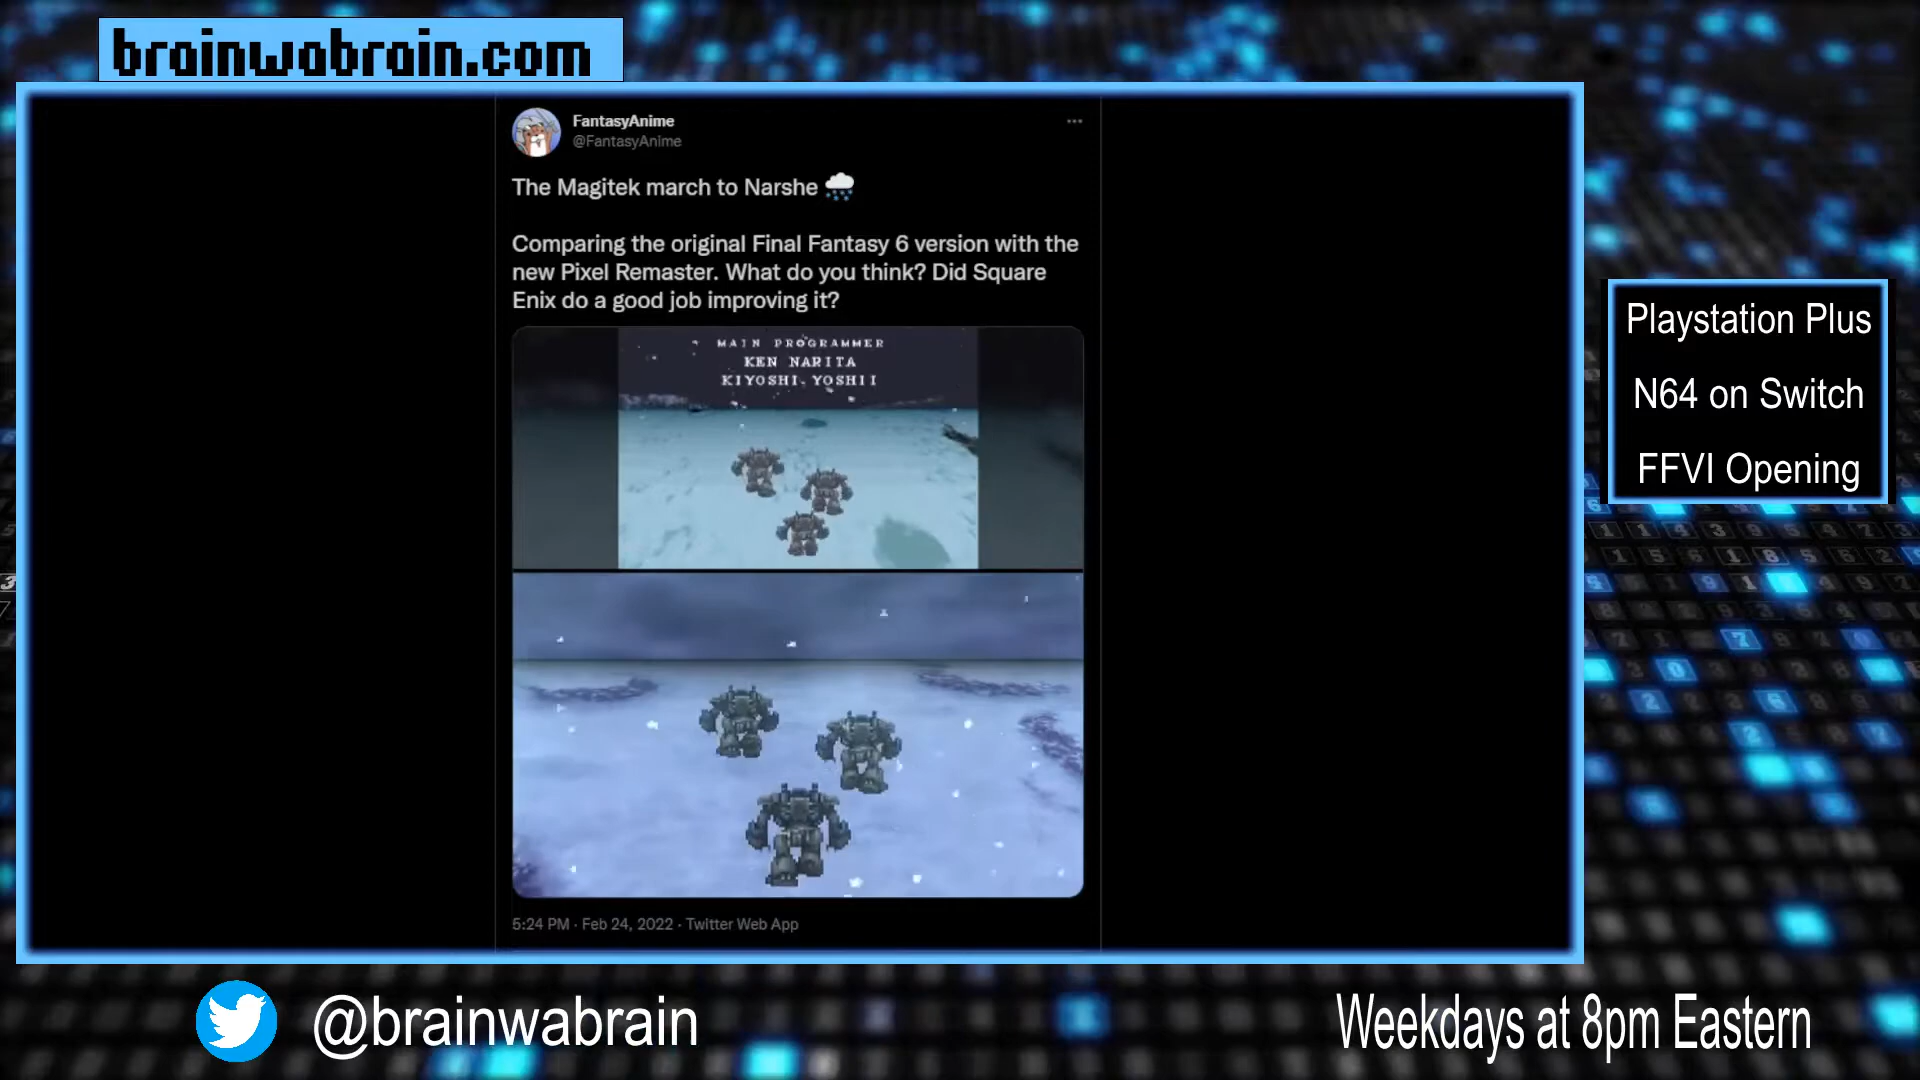 brainwabrain.com
FantasyAnime
@FantasyAnime
The Magitek march to Narshe
Comparing the original Final Fantasy 6 version with the
new Pixel Remaster. What do you think? Did Square
Enix do a good job improving it?
MAIN PROGRAMMER
KEN NARITA
KIYOSHI YOSHII
5:24 PM · Feb 24, 2022 · Twitter Web App
Playstation Plus
N64 on Switch
FFVI Opening
@brainwabrain
Weekdays at 8pm Eastern